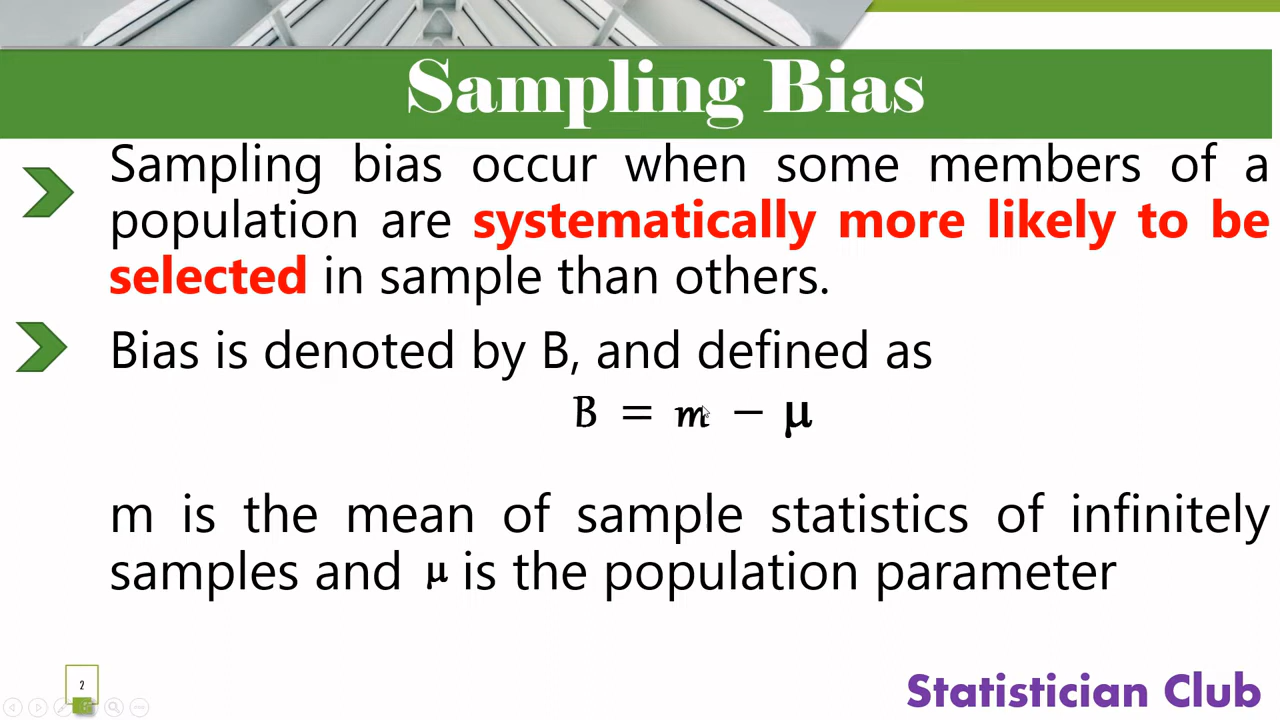 Sampling Bias
Sampling bias occur when some members of a
population are systematically more likely to be
selected in sample than others.
Bias is denoted by B, and defined as
B = m − μ
m is the mean of sample statistics of infinitely
samples and μ is the population parameter
2
Statistician Club